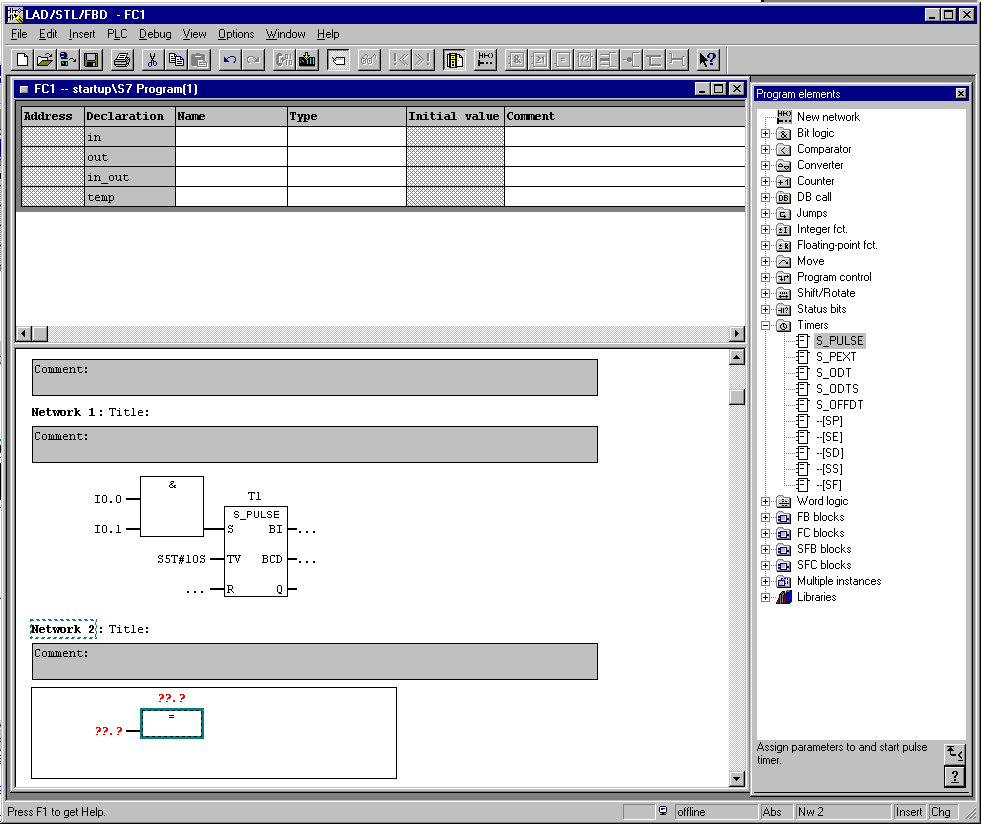 LAD/STL/FBD - FC1
File Edit Insert PLC Debug View Options Window Help
FC1 -- startup\S7 Program(1)
Address Declaration Name Type Initial value Comment
in
out
in_out
temp
Comment:
Network 1: Title:
Comment:
&
I0.0
I0.1
T1
S_PULSE
S BI ...
S5T#10S TV BCD ...
... R Q
Network 2: Title:
Comment:
??.?
=
??.?
Program elements
New network
Bit logic
Comparator
Converter
Counter
DB call
Jumps
Integer fct.
Floating-point fct.
Move
Program control
Shift/Rotate
Status bits
Timers
S_PULSE
S_PEXT
S_ODT
S_ODTS
S_OFFDT
--[SP]
--[SE]
--[SD]
--[SS]
--[SF]
Word logic
FB blocks
FC blocks
SFB blocks
SFC blocks
Multiple instances
Libraries
Assign parameters to and start pulse
timer.
Press F1 to get Help.
offline Abs Nw 2 Insert Chg